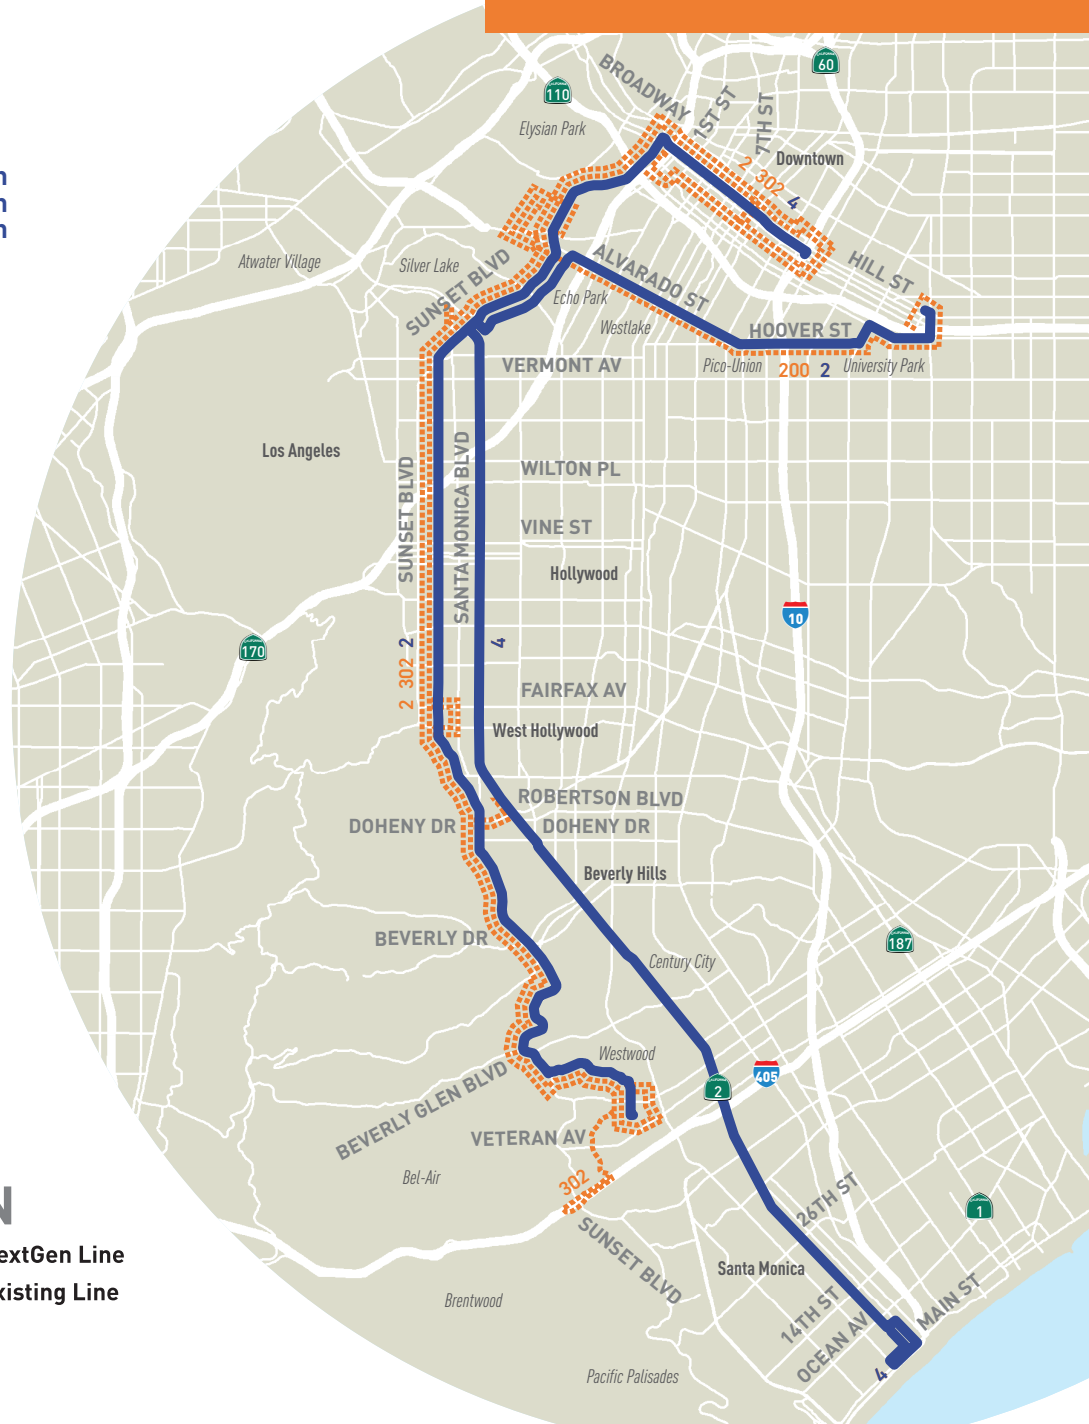 60
BROADWAY
110
1ST ST
7TH ST
Elysian Park
Downtown
2 302 4
n
n
n
Atwater Village
Silver Lake
SUNSET BLVD
ALVARADO ST
HILL ST
Echo Park
Westlake
HOOVER ST
VERMONT AV
Pico-Union
200 2
University Park
Los Angeles
SUNSET BLVD
SANTA MONICA BLVD
WILTON PL
VINE ST
Hollywood
10
CALIFORNIA
170
2 302 2
4
FAIRFAX AV
West Hollywood
ROBERTSON BLVD
DOHENY DR
DOHENY DR
Beverly Hills
BEVERLY DR
187
Century City
Westwood
405
2
BEVERLY GLEN BLVD
VETERAN AV
Bel-Air
302
26TH ST
1
N
SUNSET BLVD
extGen Line
Santa Monica
xisting Line
Brentwood
14TH ST
MAIN ST
OCEAN AV
4
Pacific Palisades